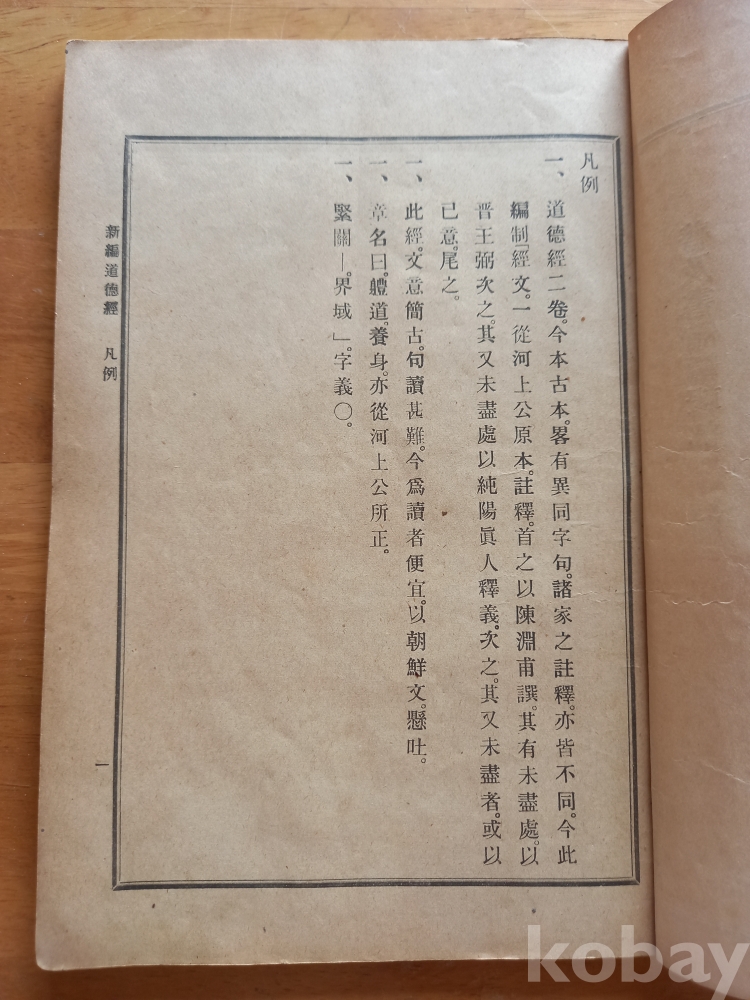 凡例
一、道德經二卷。今本古本。畧有異同字句。諸家之註釋。亦皆不同。今此
編制「經文。一從河上公原本。註釋。首之以陳淵甫譔。其有未盡處。以
晋王弼次之。其又未盡處以純陽眞人釋義。次之。其又未盡者。或以
已意。尾之。
一、此經。文意簡古。句讀甚難。今爲讀者便宜。以朝鮮文。懸吐。
一、章名曰。軆道。養身。亦從河上公所正。
一、緊關―。界域」。字義〇。
新編道德經 凡例
一
kobay